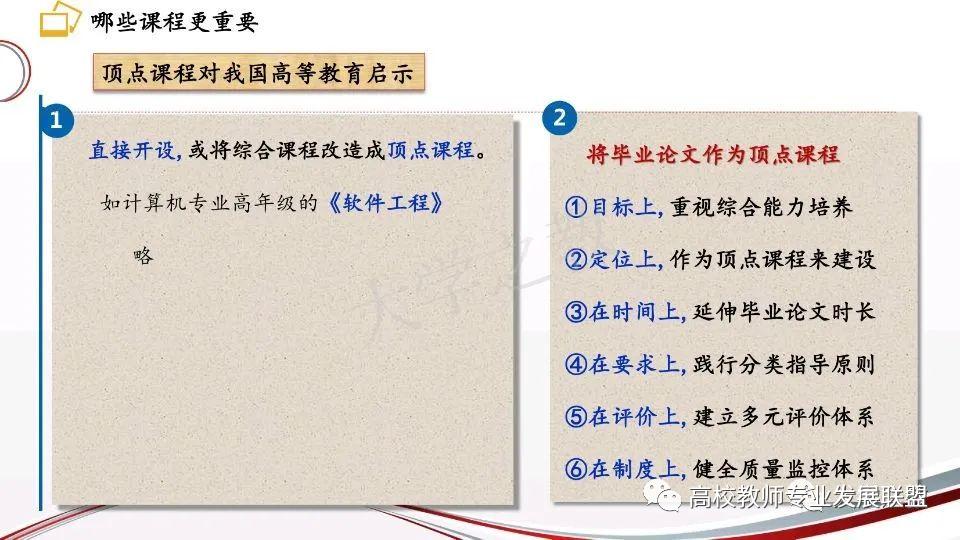 哪些课程更重要
顶点课程对我国高等教育启示
1
直接开设,或将综合课程改造成顶点课程。
如计算机专业高年级的《软件工程》
略
2
将毕业论文作为顶点课程
①目标上,重视综合能力培养
②定位上,作为顶点课程来建设
③在时间上,延伸毕业论文时长
④在要求上,践行分类指导原则
⑤在评价上,建立多元评价体系
⑥在制度上,健全质量监控体系
高校教师专业发展联盟